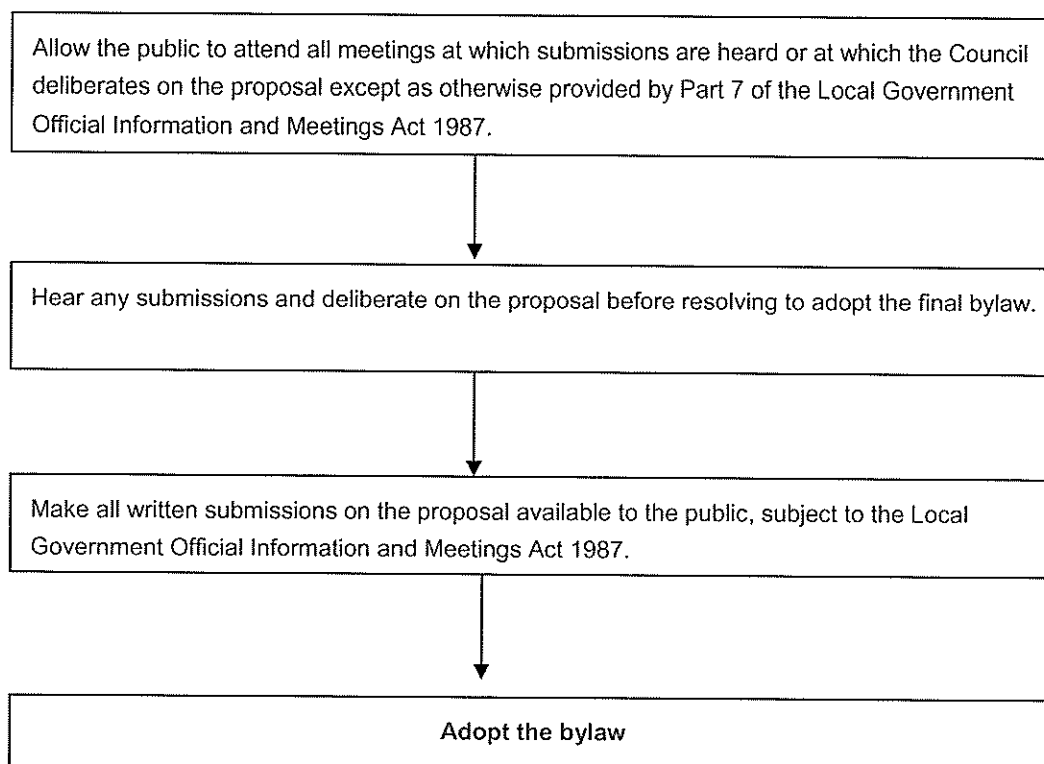 Allow the public to attend all meetings at which submissions are heard or at which the Council
deliberates on the proposal except as otherwise provided by Part 7 of the Local Government
Official Information and Meetings Act 1987.
Hear any submissions and deliberate on the proposal before resolving to adopt the final bylaw.
Make all written submissions on the proposal available to the public, subject to the Local
Government Official Information and Meetings Act 1987.
Adopt the bylaw